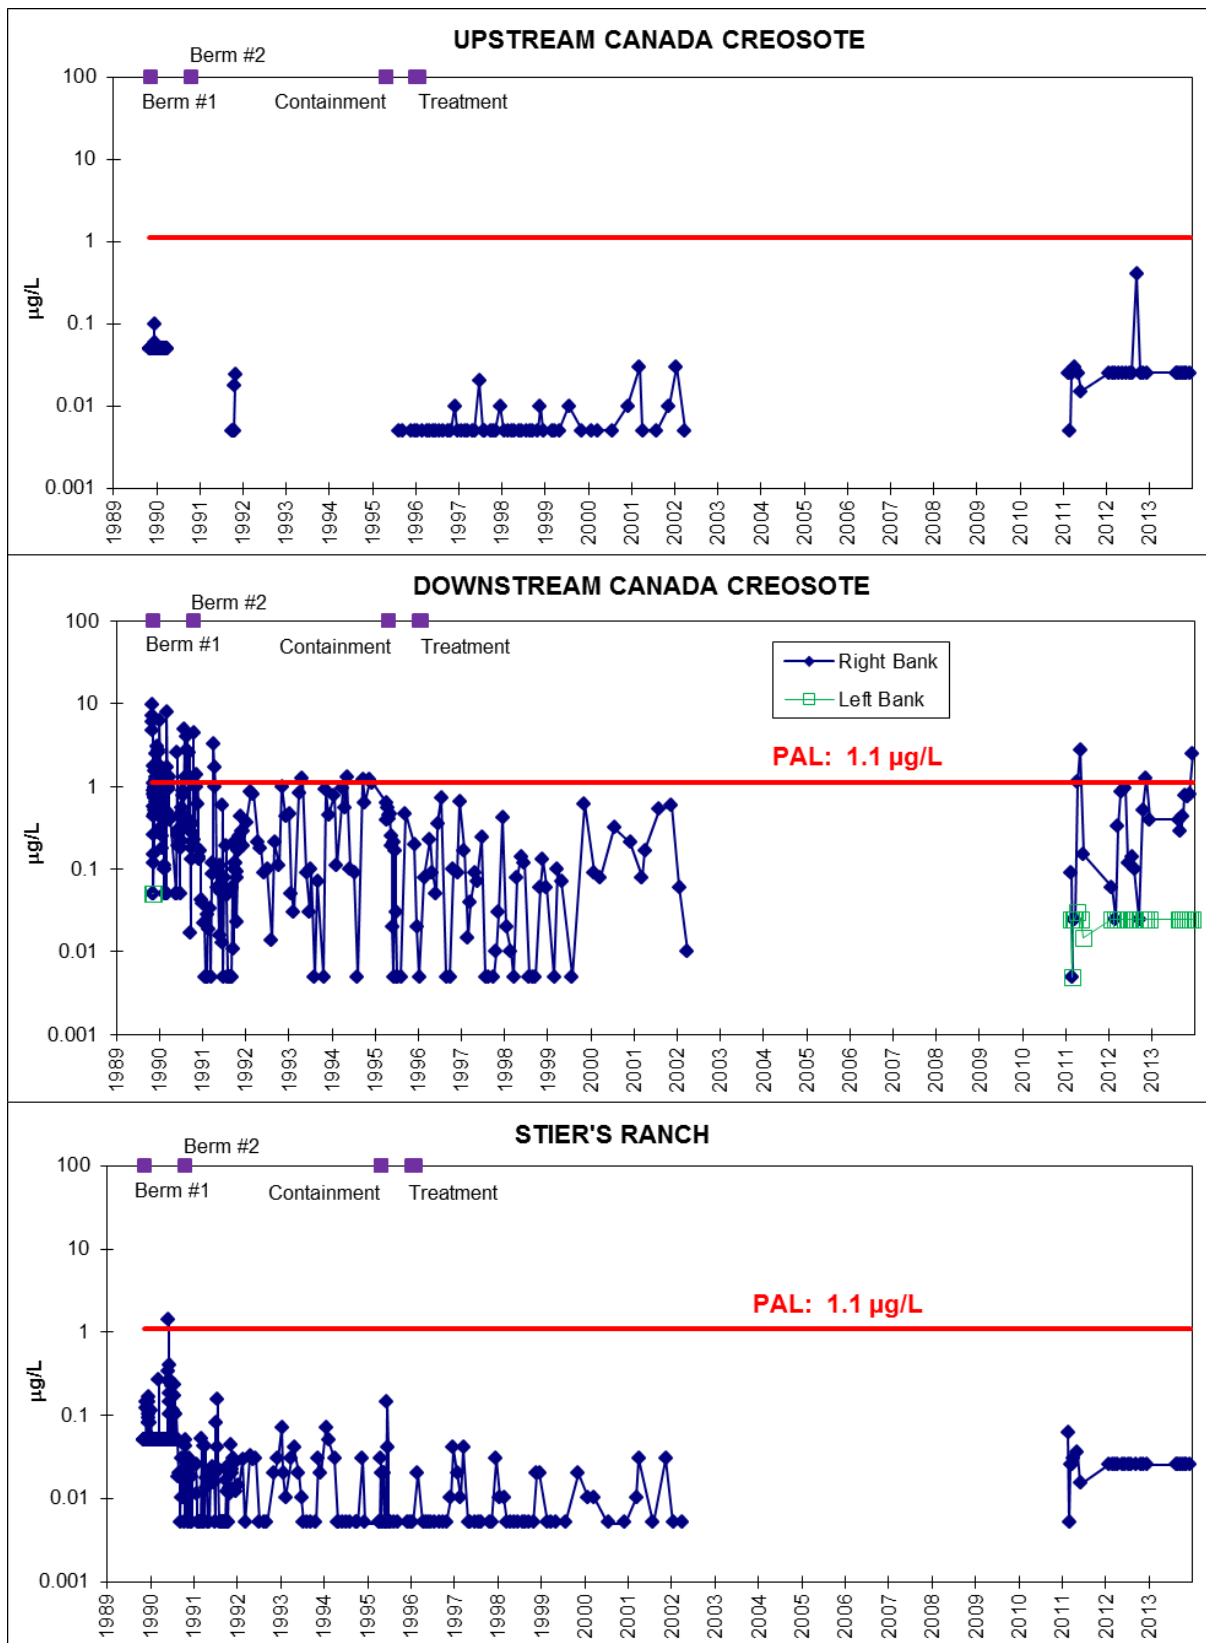 UPSTREAM CANADA CREOSOTE
Berm #2
100
Berm #1 Containment Treatment
10
1
µg/L
0.1
0.01
0.001
1989 1990 1991 1992 1993 1994 1995 1996 1997 1998 1999 2000 2001 2002 2003 2004 2005 2006 2007 2008 2009 2010 2011 2012 2013
DOWNSTREAM CANADA CREOSOTE
Berm #2
100
Berm #1 Containment Treatment
Right Bank
Left Bank
10
PAL: 1.1 µg/L
1
µg/L
0.1
0.01
0.001
1989 1990 1991 1992 1993 1994 1995 1996 1997 1998 1999 2000 2001 2002 2003 2004 2005 2006 2007 2008 2009 2010 2011 2012 2013
STIER'S RANCH
Berm #2
100
Berm #1 Containment Treatment
10
PAL: 1.1 µg/L
1
µg/L
0.1
0.01
0.001
1989 1990 1991 1992 1993 1994 1995 1996 1997 1998 1999 2000 2001 2002 2003 2004 2005 2006 2007 2008 2009 2010 2011 2012 2013